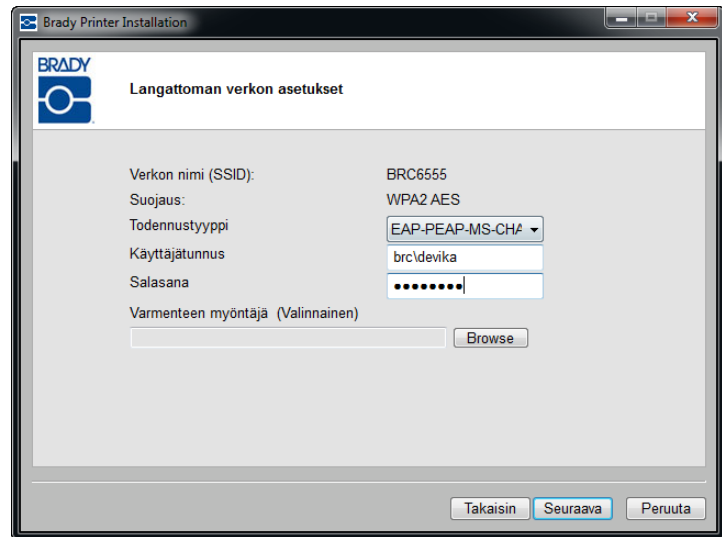 Brady Printer Installation
BRADY
Langattoman verkon asetukset
Verkon nimi (SSID): BRC6555
Suojaus: WPA2 AES
Todennustyyppi EAP-PEAP-MS-CHA
Käyttäjätunnus brc\devika
Salasana ●●●●●●●●
Varmenteen myöntäjä (Valinnainen)
Browse
Takaisin Seuraava Peruuta